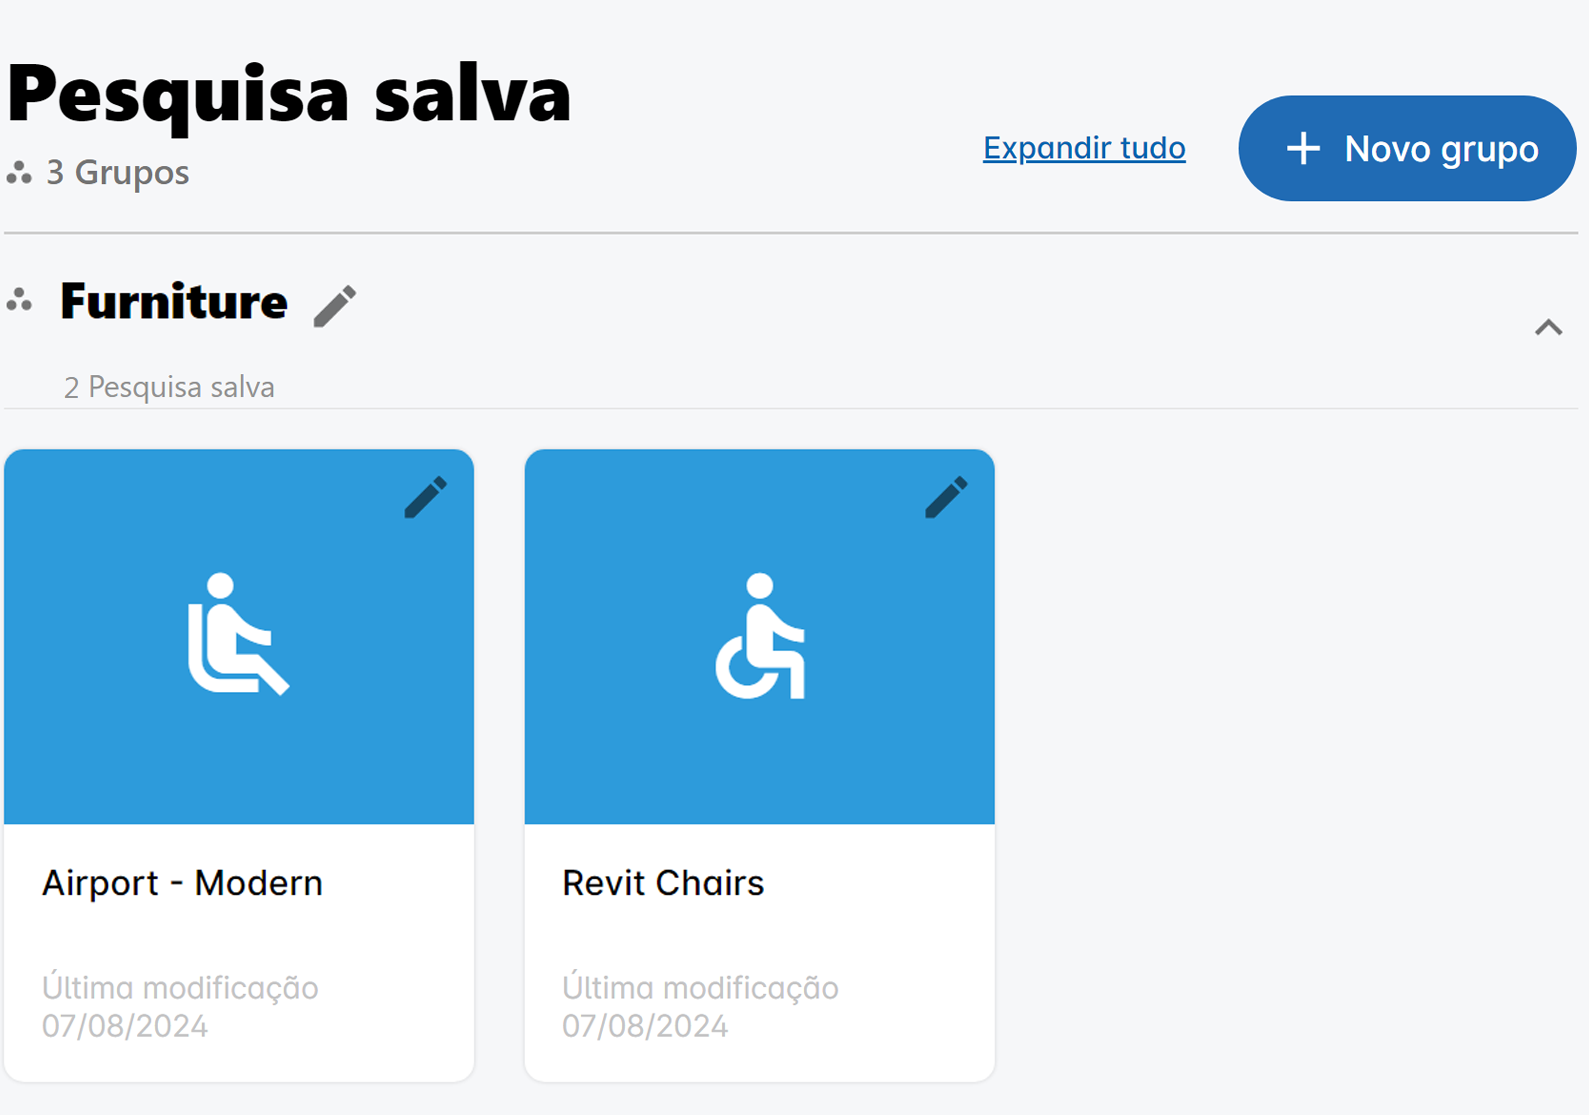 Pesquisa salva
3 Grupos
Expandir tudo
+ Novo grupo
Furniture
2 Pesquisa salva
Airport - Modern
Última modificação
07/08/2024
Revit Chairs
Última modificação
07/08/2024